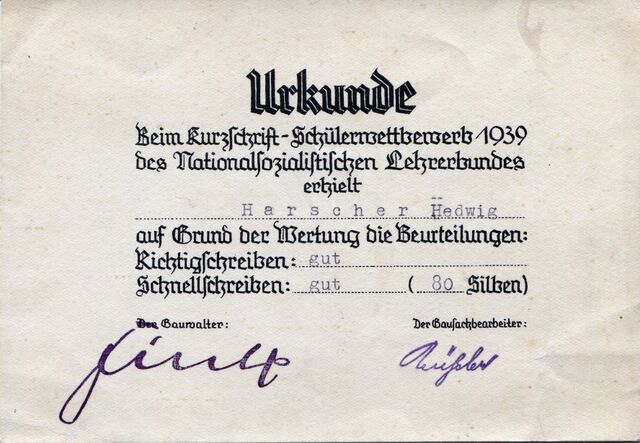 Urkunde
Beim Kurzschrift-Schülerwettbewerb 1939
des Nationalsozialistischen Lehrerbundes
erhielt
Harscher Hedwig
auf Grund der Wertung die Beurteilungen:
Richtigschreiben: gut
Schnellschreiben: gut ( 80 Silben)
Der Gauwalter: Der Gausachbearbeiter: